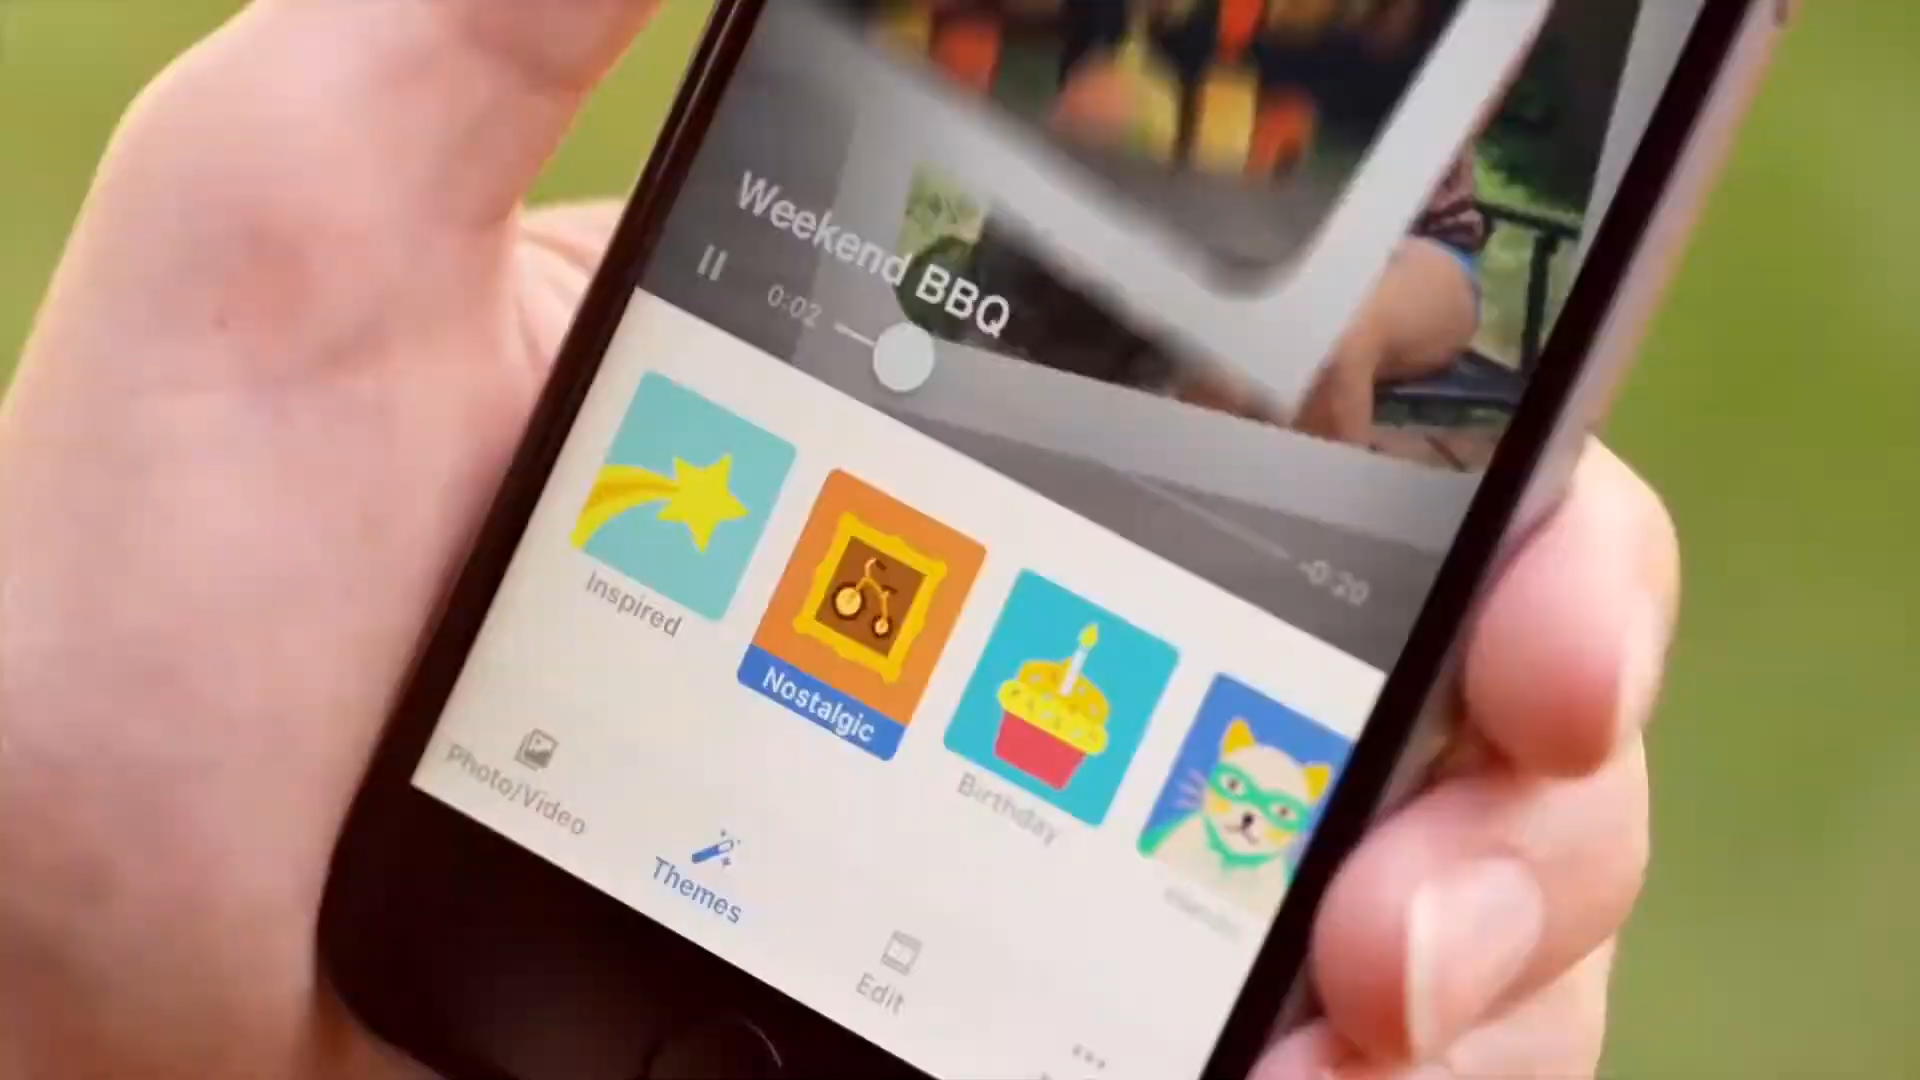 Weekend BBQ
0:02
-0:20
Inspired
Nostalgic
Birthday
Photo/Video
Themes
Edit